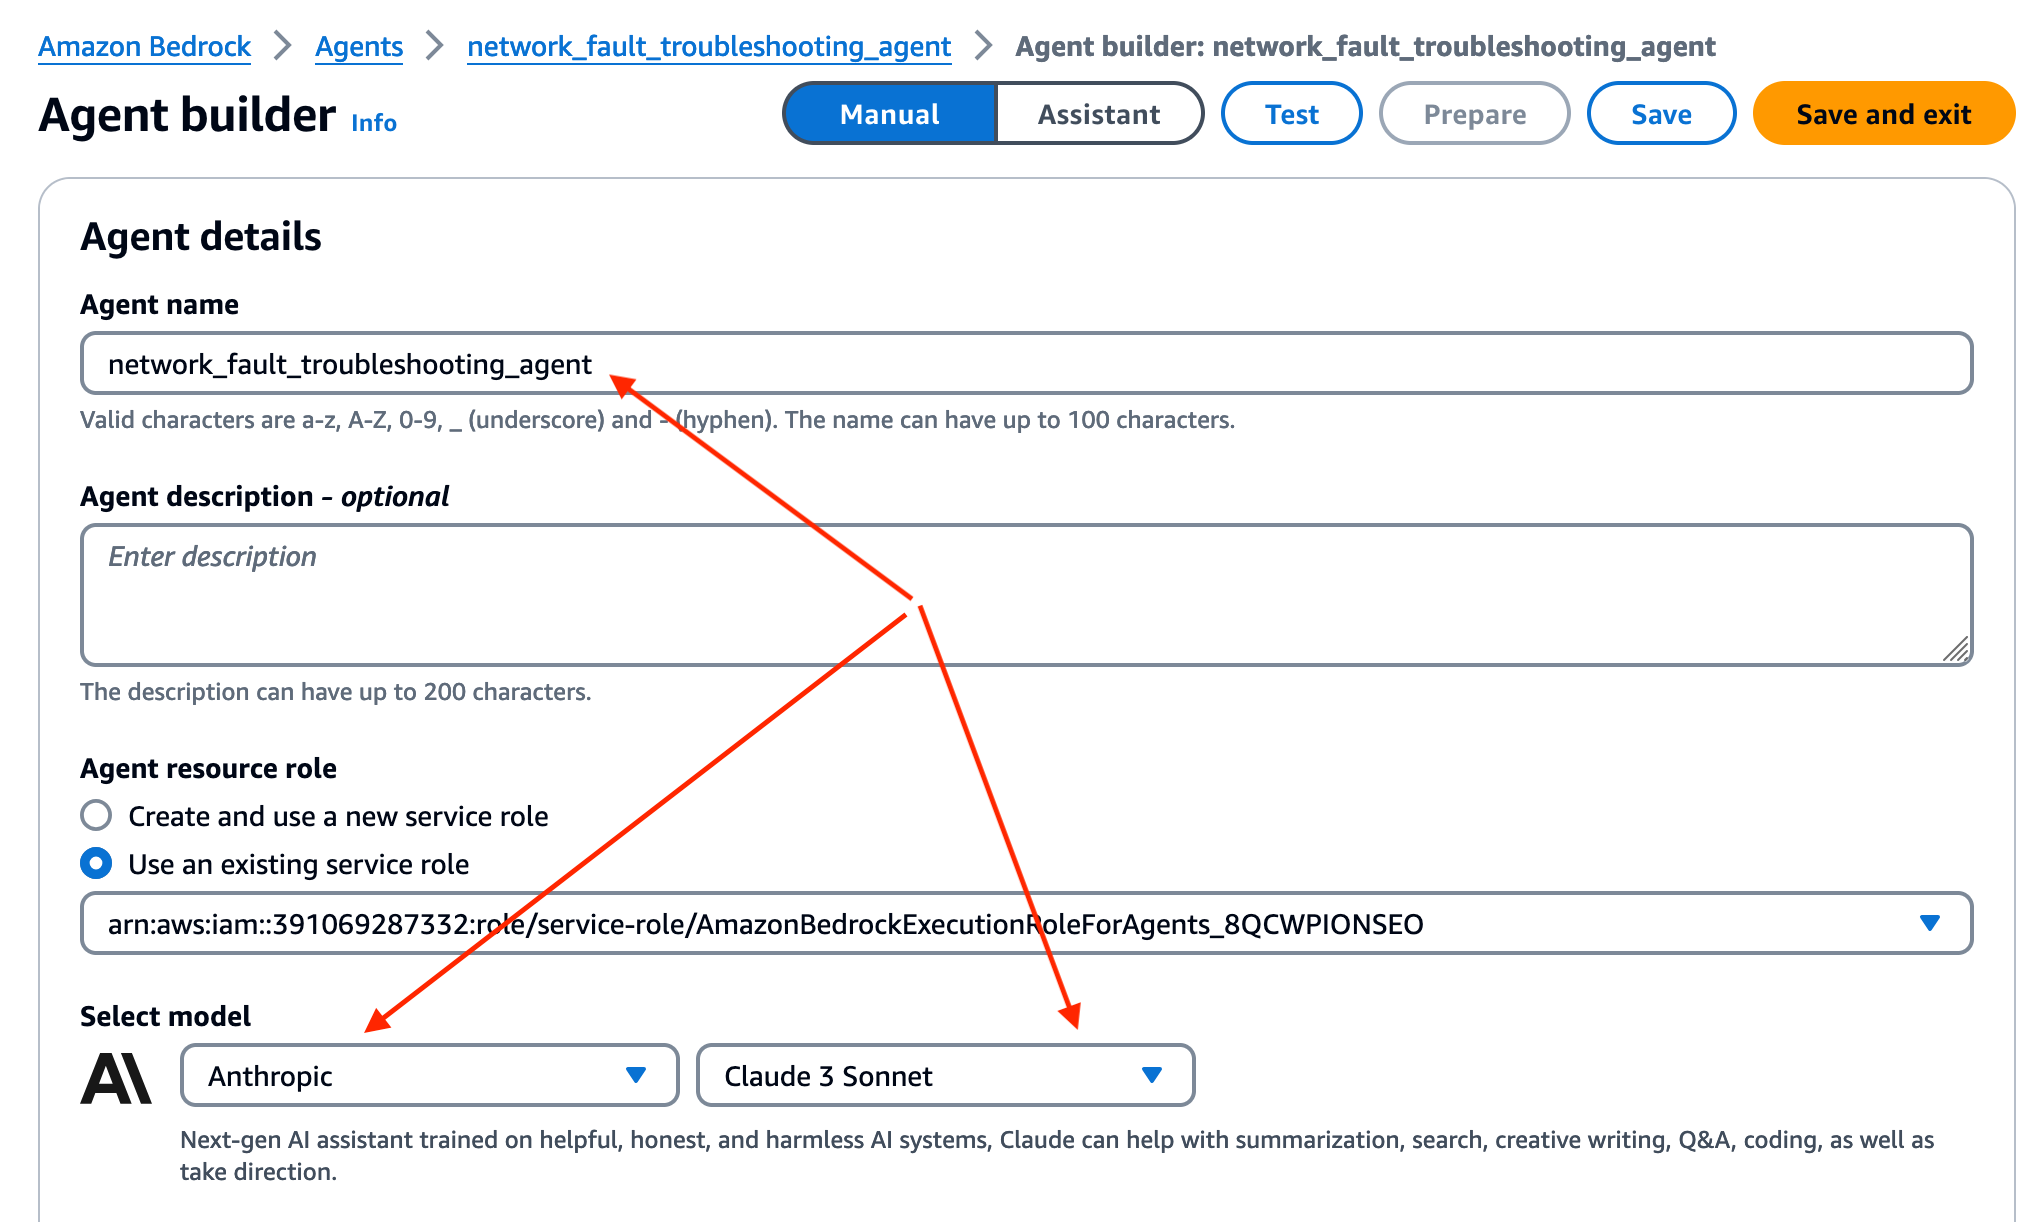 Amazon Bedrock > Agents > network_fault_troubleshooting_agent > Agent builder: network_fault_troubleshooting_agent
Agent builder Info Manual Assistant Test Prepare Save Save and exit
Agent details
Agent name
network_fault_troubleshooting_agent
Valid characters are a-z, A-Z, 0-9, _ (underscore) and - (hyphen). The name can have up to 100 characters.
Agent description - optional
Enter description
The description can have up to 200 characters.
Agent resource role
Create and use a new service role
Use an existing service role
arn:aws:iam::391069287332:role/service-role/AmazonBedrockExecutionRoleForAgents_8QCWPIONSEO
Select model
Anthropic Claude 3 Sonnet
Next-gen AI assistant trained on helpful, honest, and harmless AI systems, Claude can help with summarization, search, creative writing, Q&A, coding, as well as
take direction.